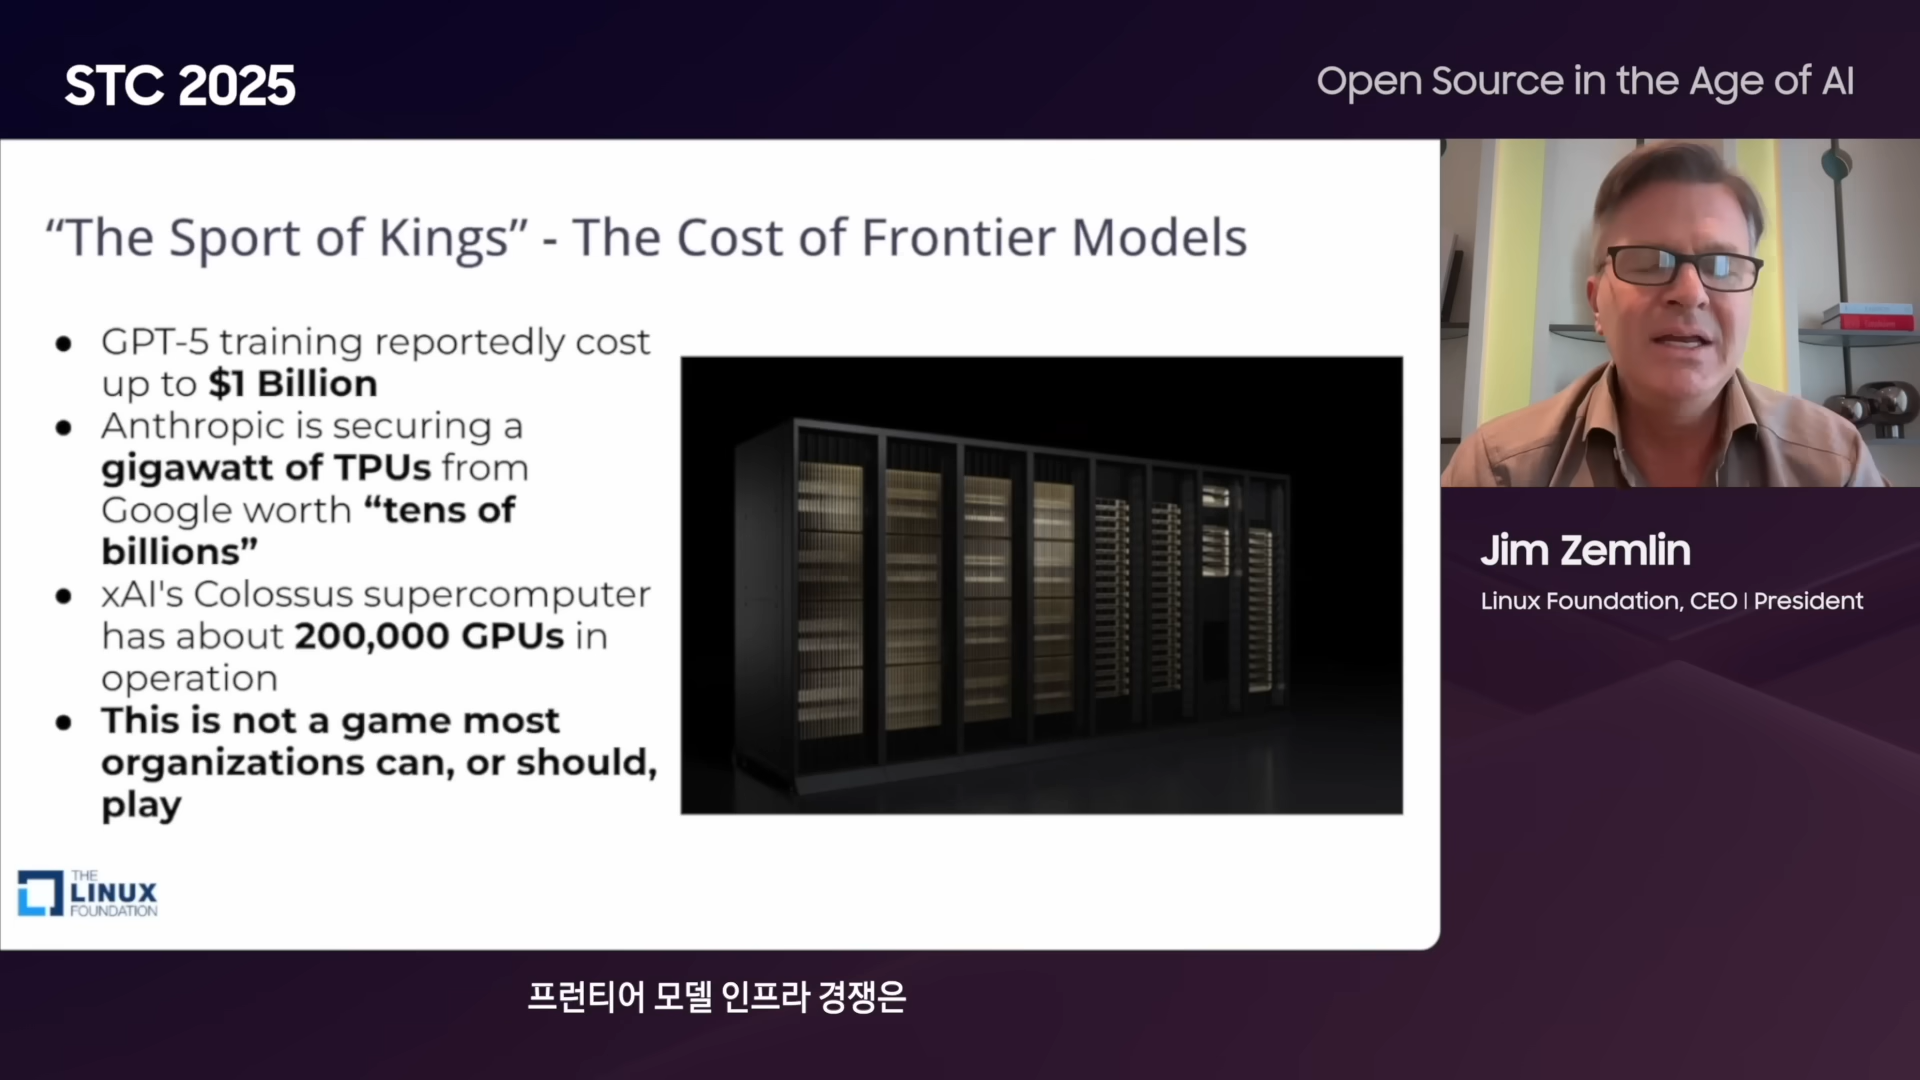 STC 2025
Open Source in the Age of AI
“The Sport of Kings” - The Cost of Frontier Models
● GPT-5 training reportedly cost
up to $1 Billion
● Anthropic is securing a
gigawatt of TPUs from
Google worth “tens of
billions”
● xAI's Colossus supercomputer
has about 200,000 GPUs in
operation
● This is not a game most
organizations can, or should,
play
THE
LINUX
FOUNDATION
Jim Zemlin
Linux Foundation, CEO | President
프런티어 모델 인프라 경쟁은